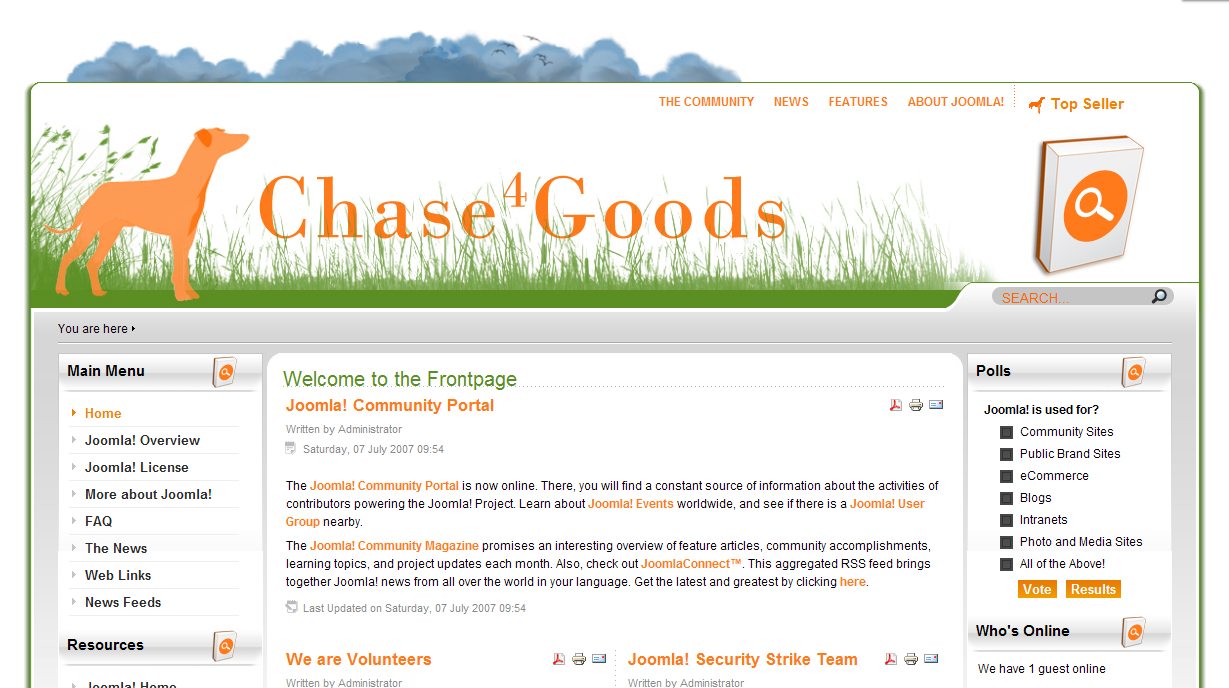 THE COMMUNITY NEWS FEATURES ABOUT JOOMLA! Top Seller
Chase4Goods
SEARCH...
You are here
Main Menu
Home
Joomla! Overview
Joomla! License
More about Joomla!
FAQ
The News
Web Links
News Feeds
Resources
Joomla! Home
Welcome to the Frontpage
Joomla! Community Portal
Written by Administrator
Saturday, 07 July 2007 09:54
The Joomla! Community Portal is now online. There, you will find a constant source of information about the activities of
contributors powering the Joomla! Project. Learn about Joomla! Events worldwide, and see if there is a Joomla! User
Group nearby.
The Joomla! Community Magazine promises an interesting overview of feature articles, community accomplishments,
learning topics, and project updates each month. Also, check out JoomlaConnect™. This aggregated RSS feed brings
together Joomla! news from all over the world in your language. Get the latest and greatest by clicking here.
Last Updated on Saturday, 07 July 2007 09:54
We are Volunteers
Written by Administrator
Joomla! Security Strike Team
Written by Administrator
Polls
Joomla! is used for?
Community Sites
Public Brand Sites
eCommerce
Blogs
Intranets
Photo and Media Sites
All of the Above!
Vote Results
Who's Online
We have 1 guest online